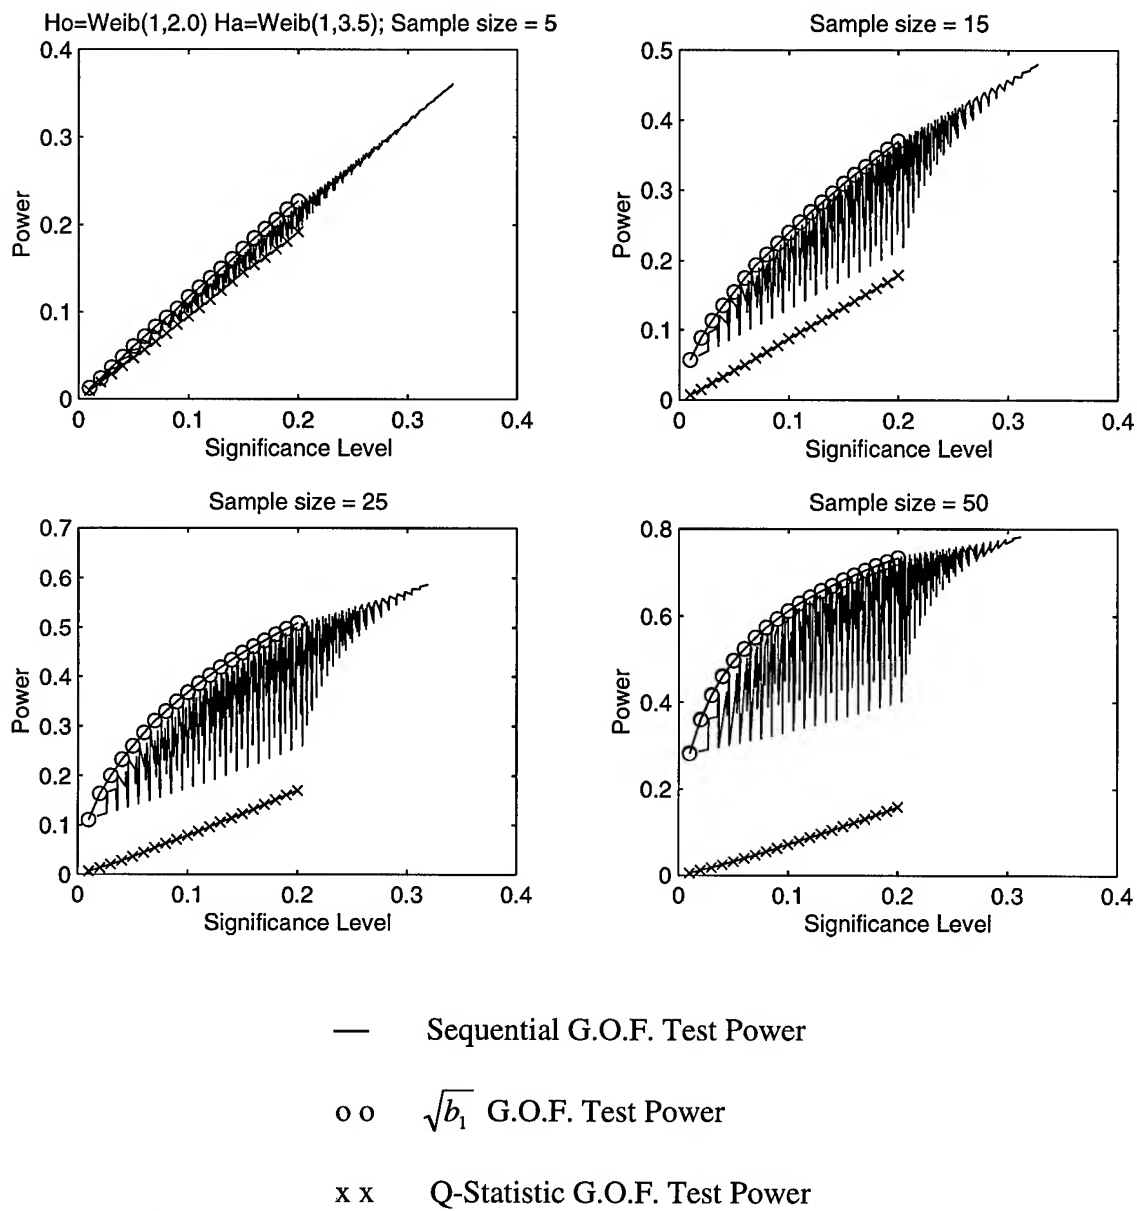 Ho=Weib(1,2.0) Ha=Weib(1,3.5); Sample size = 5
0.4
0.3
0.2
0.1
0
Power
0 0.1 0.2 0.3 0.4
Significance Level
Sample size = 15
0.5
0.4
0.3
0.2
0.1
0
Power
0 0.1 0.2 0.3 0.4
Significance Level
Sample size = 25
0.7
0.6
0.5
0.4
0.3
0.2
0.1
0
Power
0 0.1 0.2 0.3 0.4
Significance Level
Sample size = 50
0.8
0.6
0.4
0.2
0
Power
0 0.1 0.2 0.3 0.4
Significance Level
— Sequential G.O.F. Test Power
o o √b₁ G.O.F. Test Power
x x Q-Statistic G.O.F. Test Power